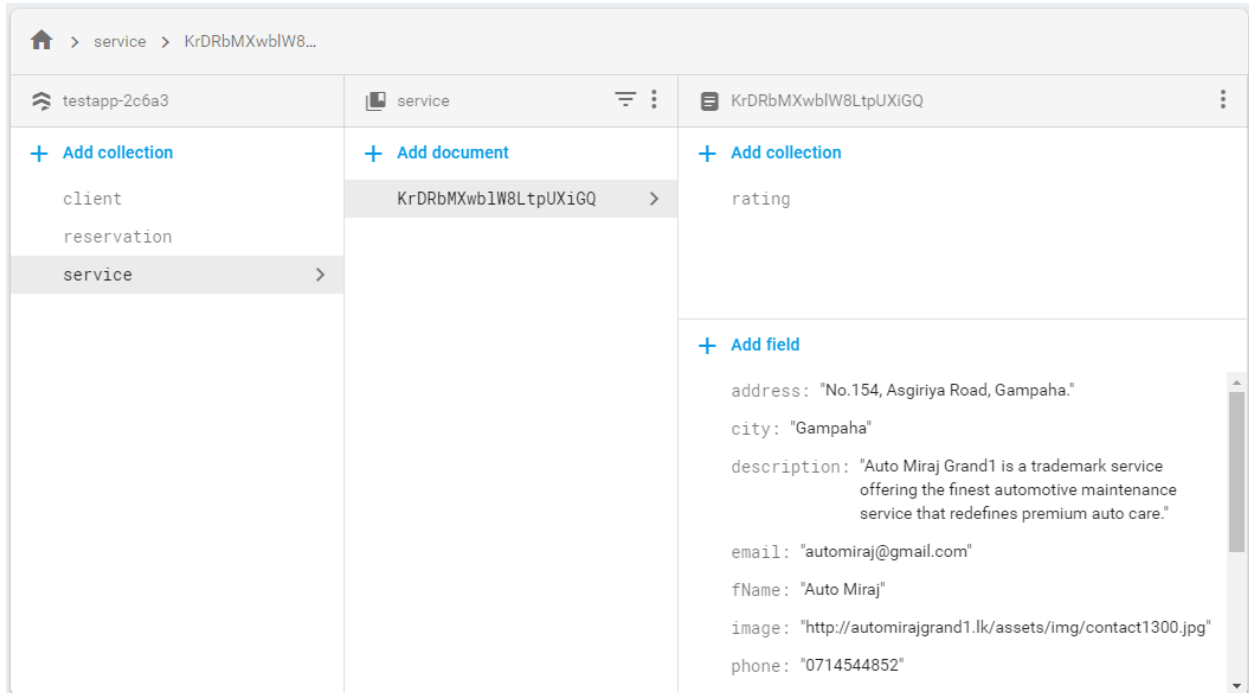 service > KrDRbMXwblW8...
testapp-2c6a3
service
KrDRbMXwblW8LtpUXiGQ
+ Add collection
client
reservation
service
+ Add document
KrDRbMXwblW8LtpUXiGQ
+ Add collection
rating
+ Add field
address: "No.154, Asgiriya Road, Gampaha."
city: "Gampaha"
description: "Auto Miraj Grand1 is a trademark service
offering the finest automotive maintenance
service that redefines premium auto care."
email: "automiraj@gmail.com"
fName: "Auto Miraj"
image: "http://automirajgrand1.lk/assets/img/contact1300.jpg"
phone: "0714544852"